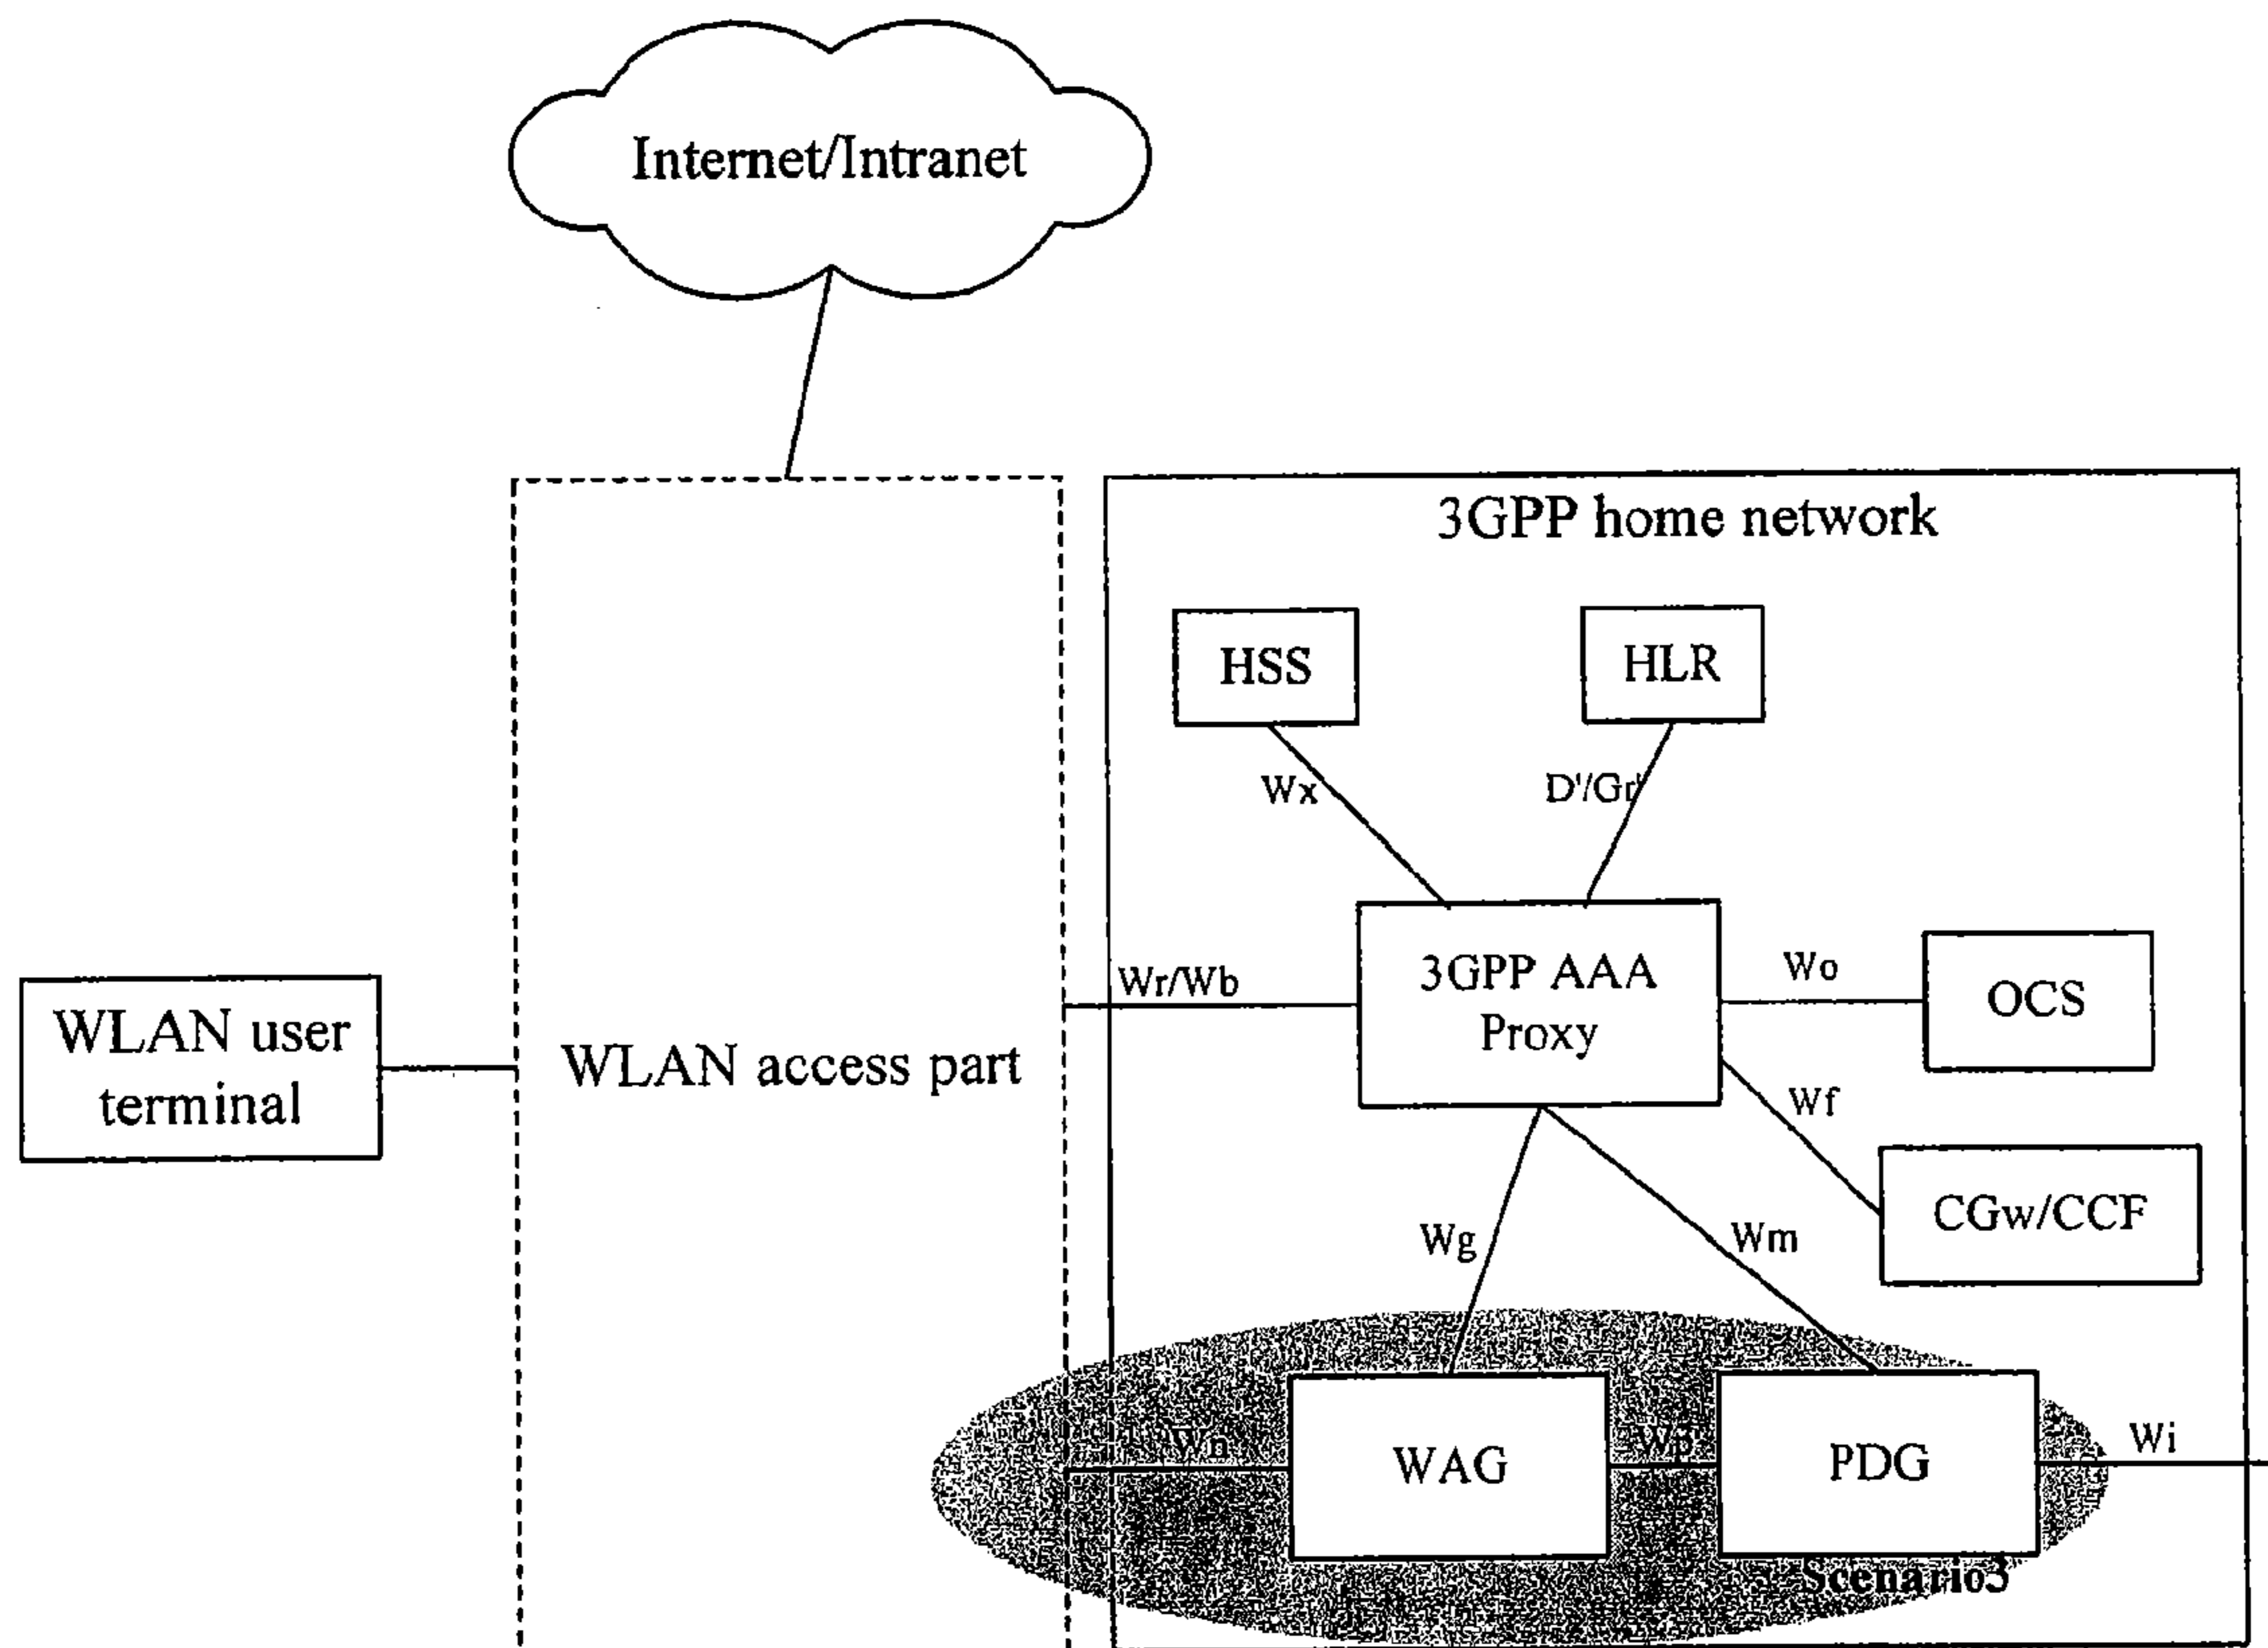 Internet/Intranet
3GPP home network
HSS
HLR
Wx
D'/Gr'
Wr/Wb
3GPP AAA
Proxy
Wo
OCS
WLAN user
terminal
WLAN access part
Wf
CGw/CCF
Wg
Wm
Wn
WAG
Wp
PDG
Wi
Scenario3